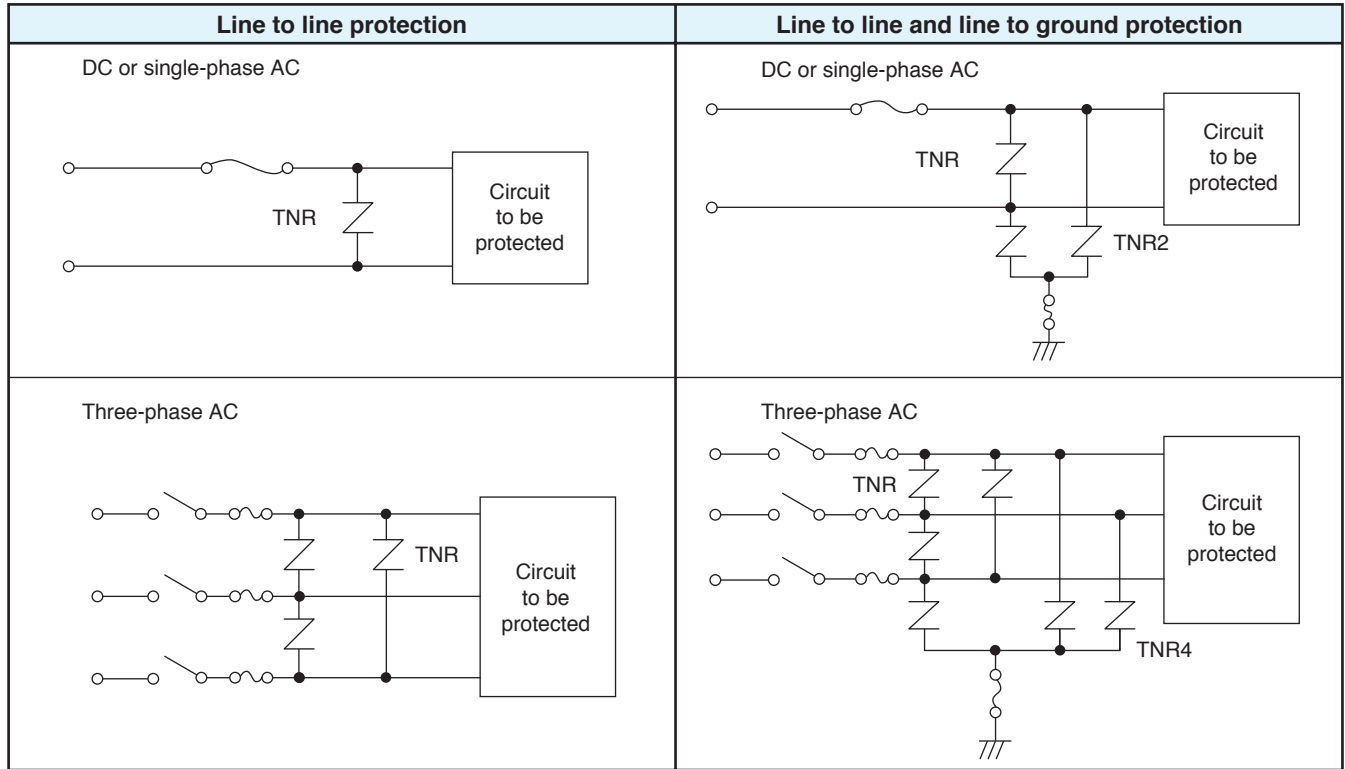 Line to line protection
Line to line and line to ground protection
DC or single-phase AC
TNR
Circuit
to be
protected
DC or single-phase AC
TNR
TNR2
Circuit
to be
protected
Three-phase AC
TNR
Circuit
to be
protected
Three-phase AC
TNR
TNR4
Circuit
to be
protected